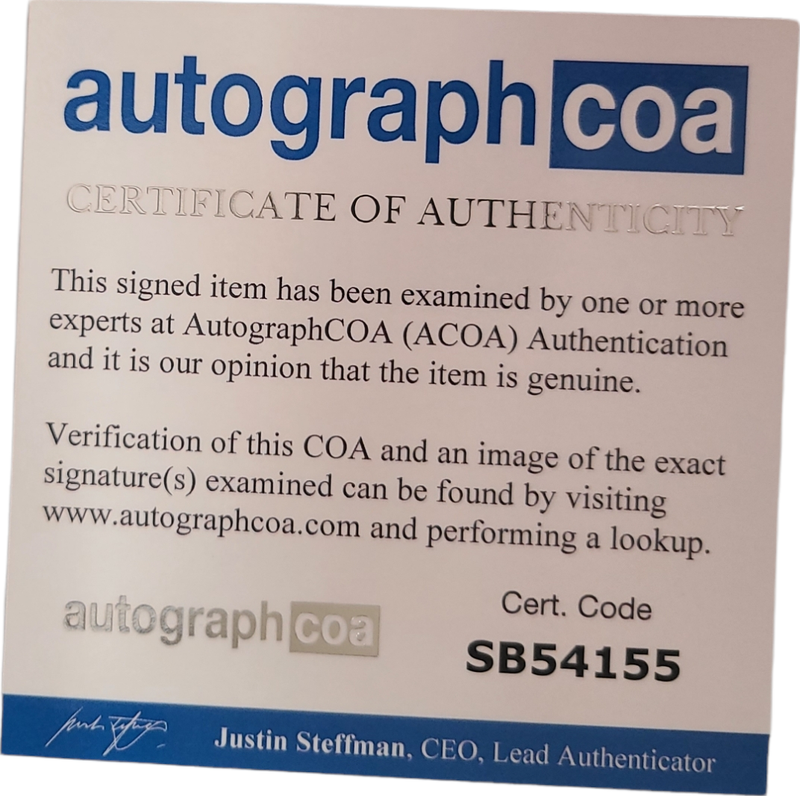 autographcoa
CERTIFICATE OF AUTHENTICITY
This signed item has been examined by one or more
experts at AutographCOA (ACOA) Authentication
and it is our opinion that the item is genuine.
Verification of this COA and an image of the exact
signature(s) examined can be found by visiting
www.autographcoa.com and performing a lookup.
autographcoa
Cert. Code
SB54155
Justin Steffman, CEO, Lead Authenticator